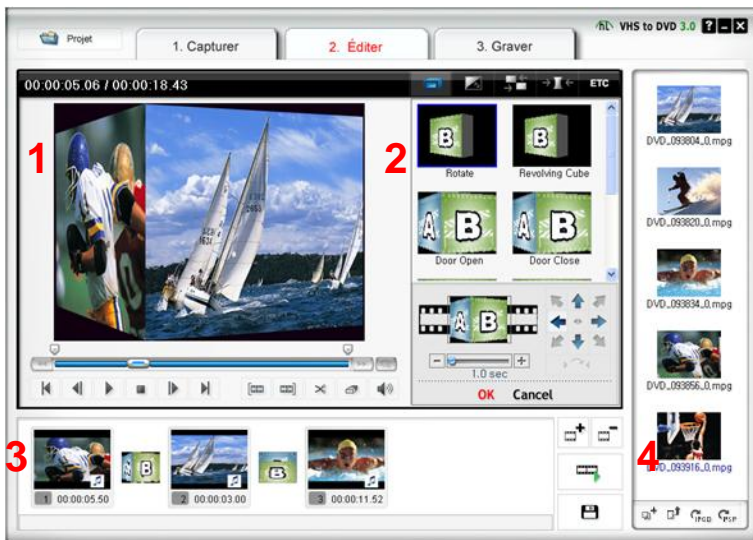 hL VHS to DVD 3.0 ? - X
Projet
1. Capturer
2. Éditer
3. Graver
00:00:05.06 / 00:00:18.43
ETC
1
2
B
Rotate
B
Revolving Cube
A B
Door Open
A B
Door Close
A B
1.0 sec
OK Cancel
DVD_093804_0.mpg
DVD_093820_0.mpg
DVD_093834_0.mpg
DVD_093856_0.mpg
DVD_093916_0.mpg
3
4
B
B
1 00:00:05.50
2 00:00:03.00
3 00:00:11.52
IPOD
PSP